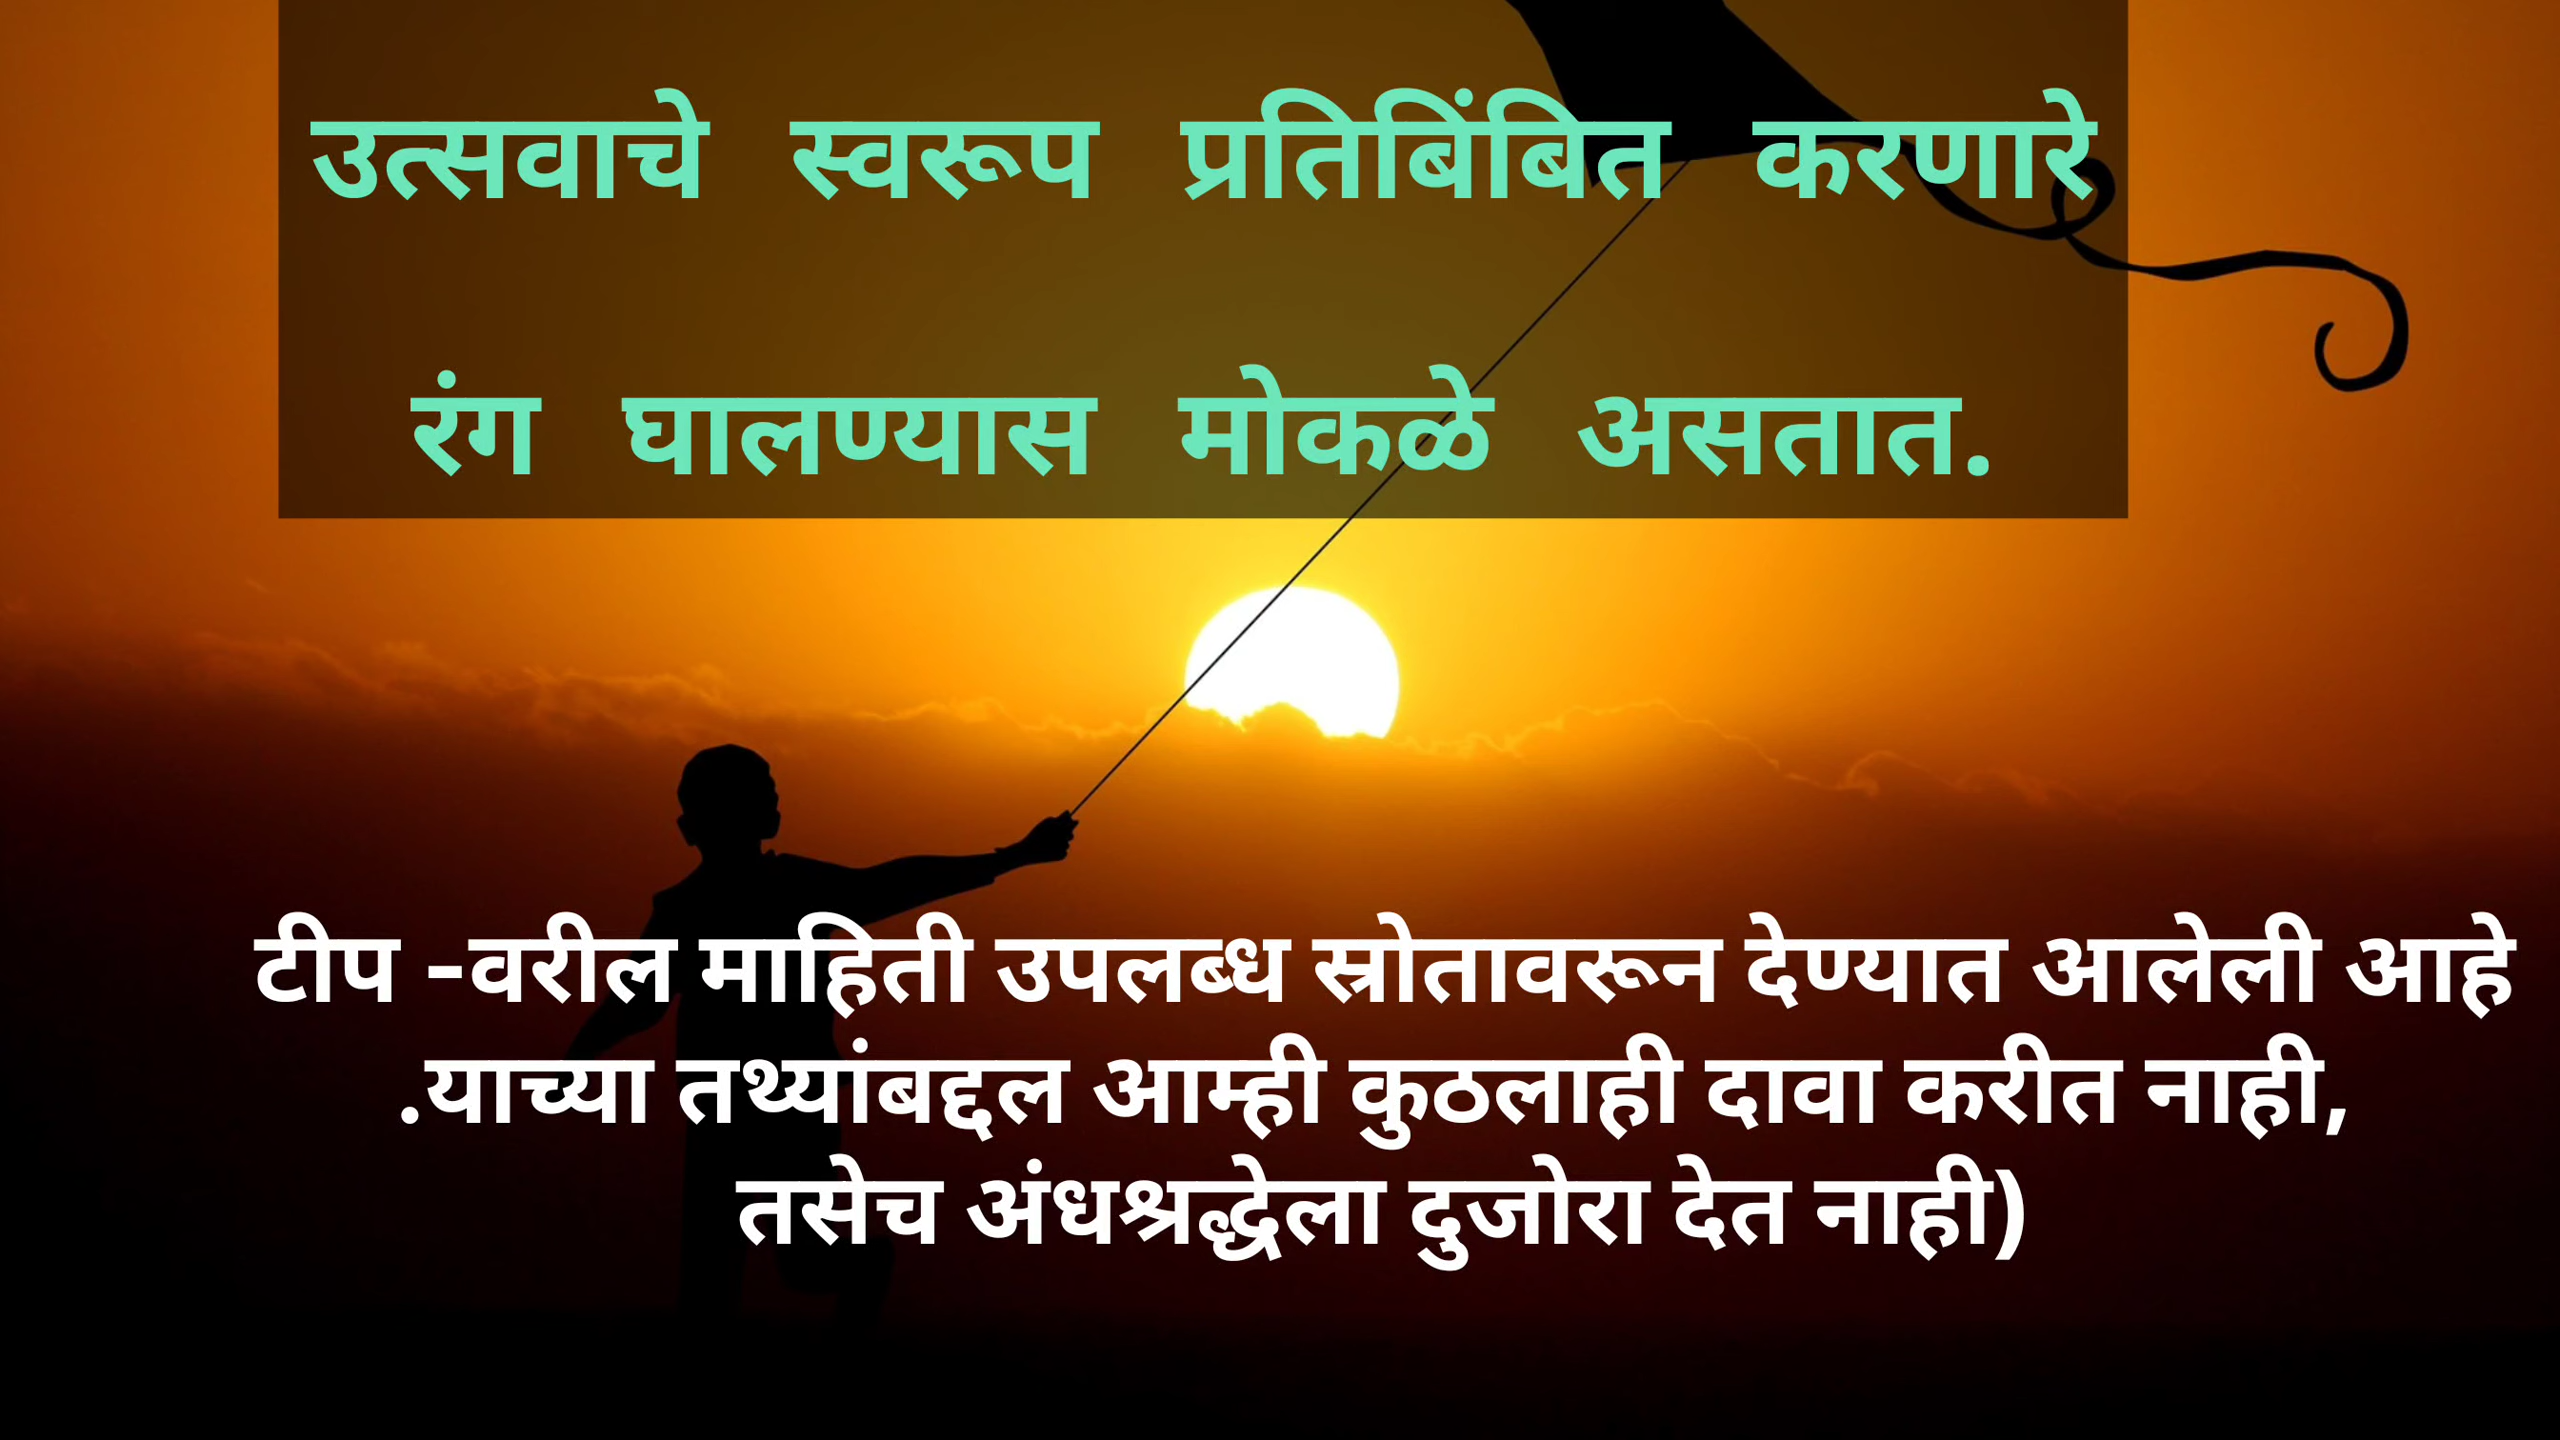 उत्सवाचे स्वरूप प्रतिबिंबित करणारे
रंग घालण्यास मोकळे असतात.
टीप -वरील माहिती उपलब्ध स्रोतावरून देण्यात आलेली आहे
.याच्या तथ्यांबद्दल आम्ही कुठलाही दावा करीत नाही,
तसेच अंधश्रद्धेला दुजोरा देत नाही)